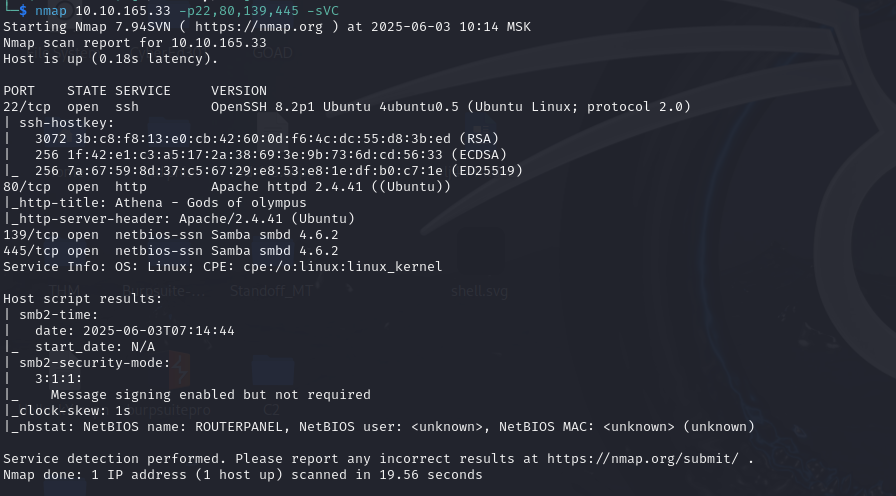 └─$ nmap 10.10.165.33 -p22,80,139,445 -sVC
Starting Nmap 7.94SVN ( https://nmap.org ) at 2025-06-03 10:14 MSK
Nmap scan report for 10.10.165.33
Host is up (0.18s latency).

PORT    STATE SERVICE     VERSION
22/tcp  open  ssh         OpenSSH 8.2p1 Ubuntu 4ubuntu0.5 (Ubuntu Linux; protocol 2.0)
| ssh-hostkey:
|   3072 3b:c8:f8:13:e0:cb:42:60:0d:f6:4c:dc:55:d8:3b:ed (RSA)
|   256 1f:42:e1:c3:a5:17:2a:38:69:3e:9b:73:6d:cd:56:33 (ECDSA)
|_  256 7a:67:59:8d:37:c5:67:29:e8:53:e8:1e:df:b0:c7:1e (ED25519)
80/tcp  open  http        Apache httpd 2.4.41 ((Ubuntu))
|_http-title: Athena - Gods of olympus
|_http-server-header: Apache/2.4.41 (Ubuntu)
139/tcp open  netbios-ssn Samba smbd 4.6.2
445/tcp open  netbios-ssn Samba smbd 4.6.2
Service Info: OS: Linux; CPE: cpe:/o:linux:linux_kernel
THM
Standoff_MT
shell.svg
Host script results:
| smb2-time:
|   date: 2025-06-03T07:14:44
|_  start_date: N/A
| smb2-security-mode:
|   3:1:1:
|_    Message signing enabled but not required
|_clock-skew: 1s
C2
|_nbstat: NetBIOS name: ROUTERPANEL, NetBIOS user: <unknown>, NetBIOS MAC: <unknown> (unknown)

Service detection performed. Please report any incorrect results at https://nmap.org/submit/ .
Nmap done: 1 IP address (1 host up) scanned in 19.56 seconds